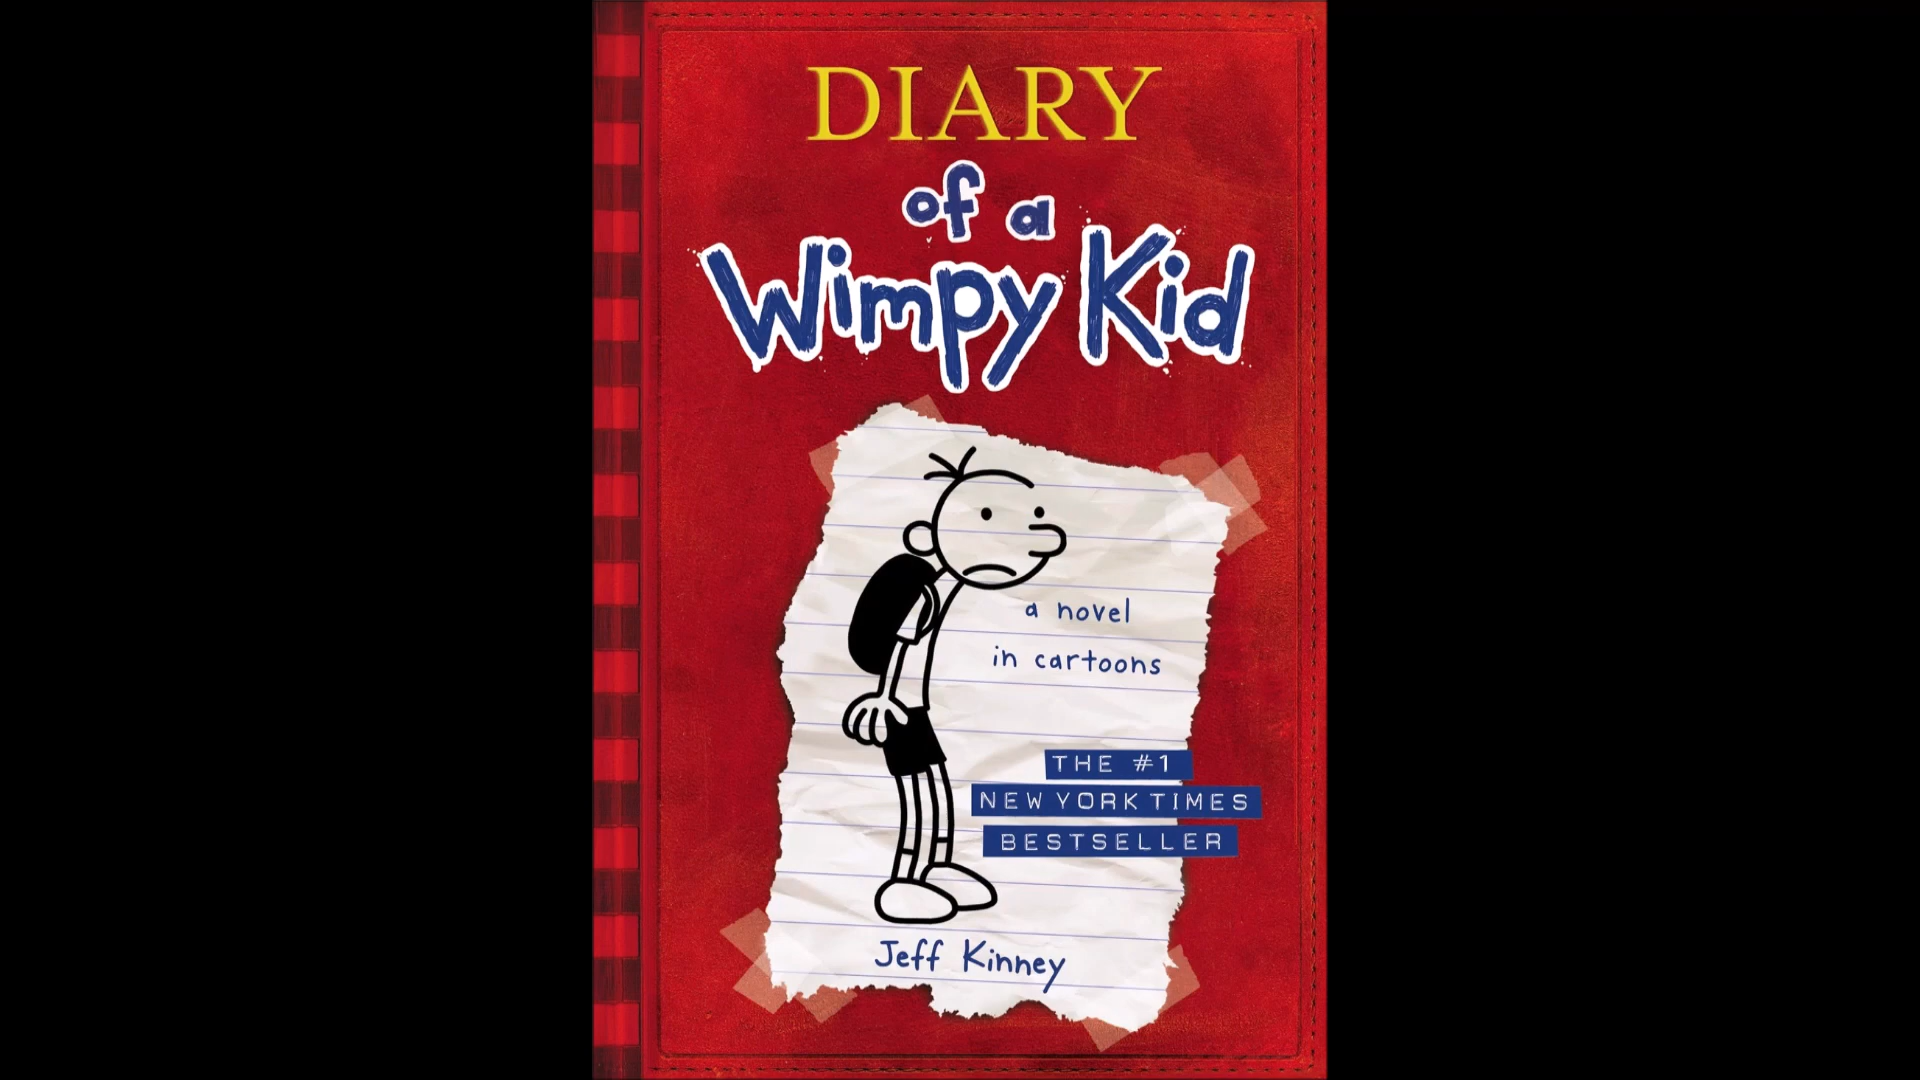 DIARY
of a
Wimpy Kid
a novel
in cartoons
THE #1
NEW YORK TIMES
BESTSELLER
Jeff Kinney